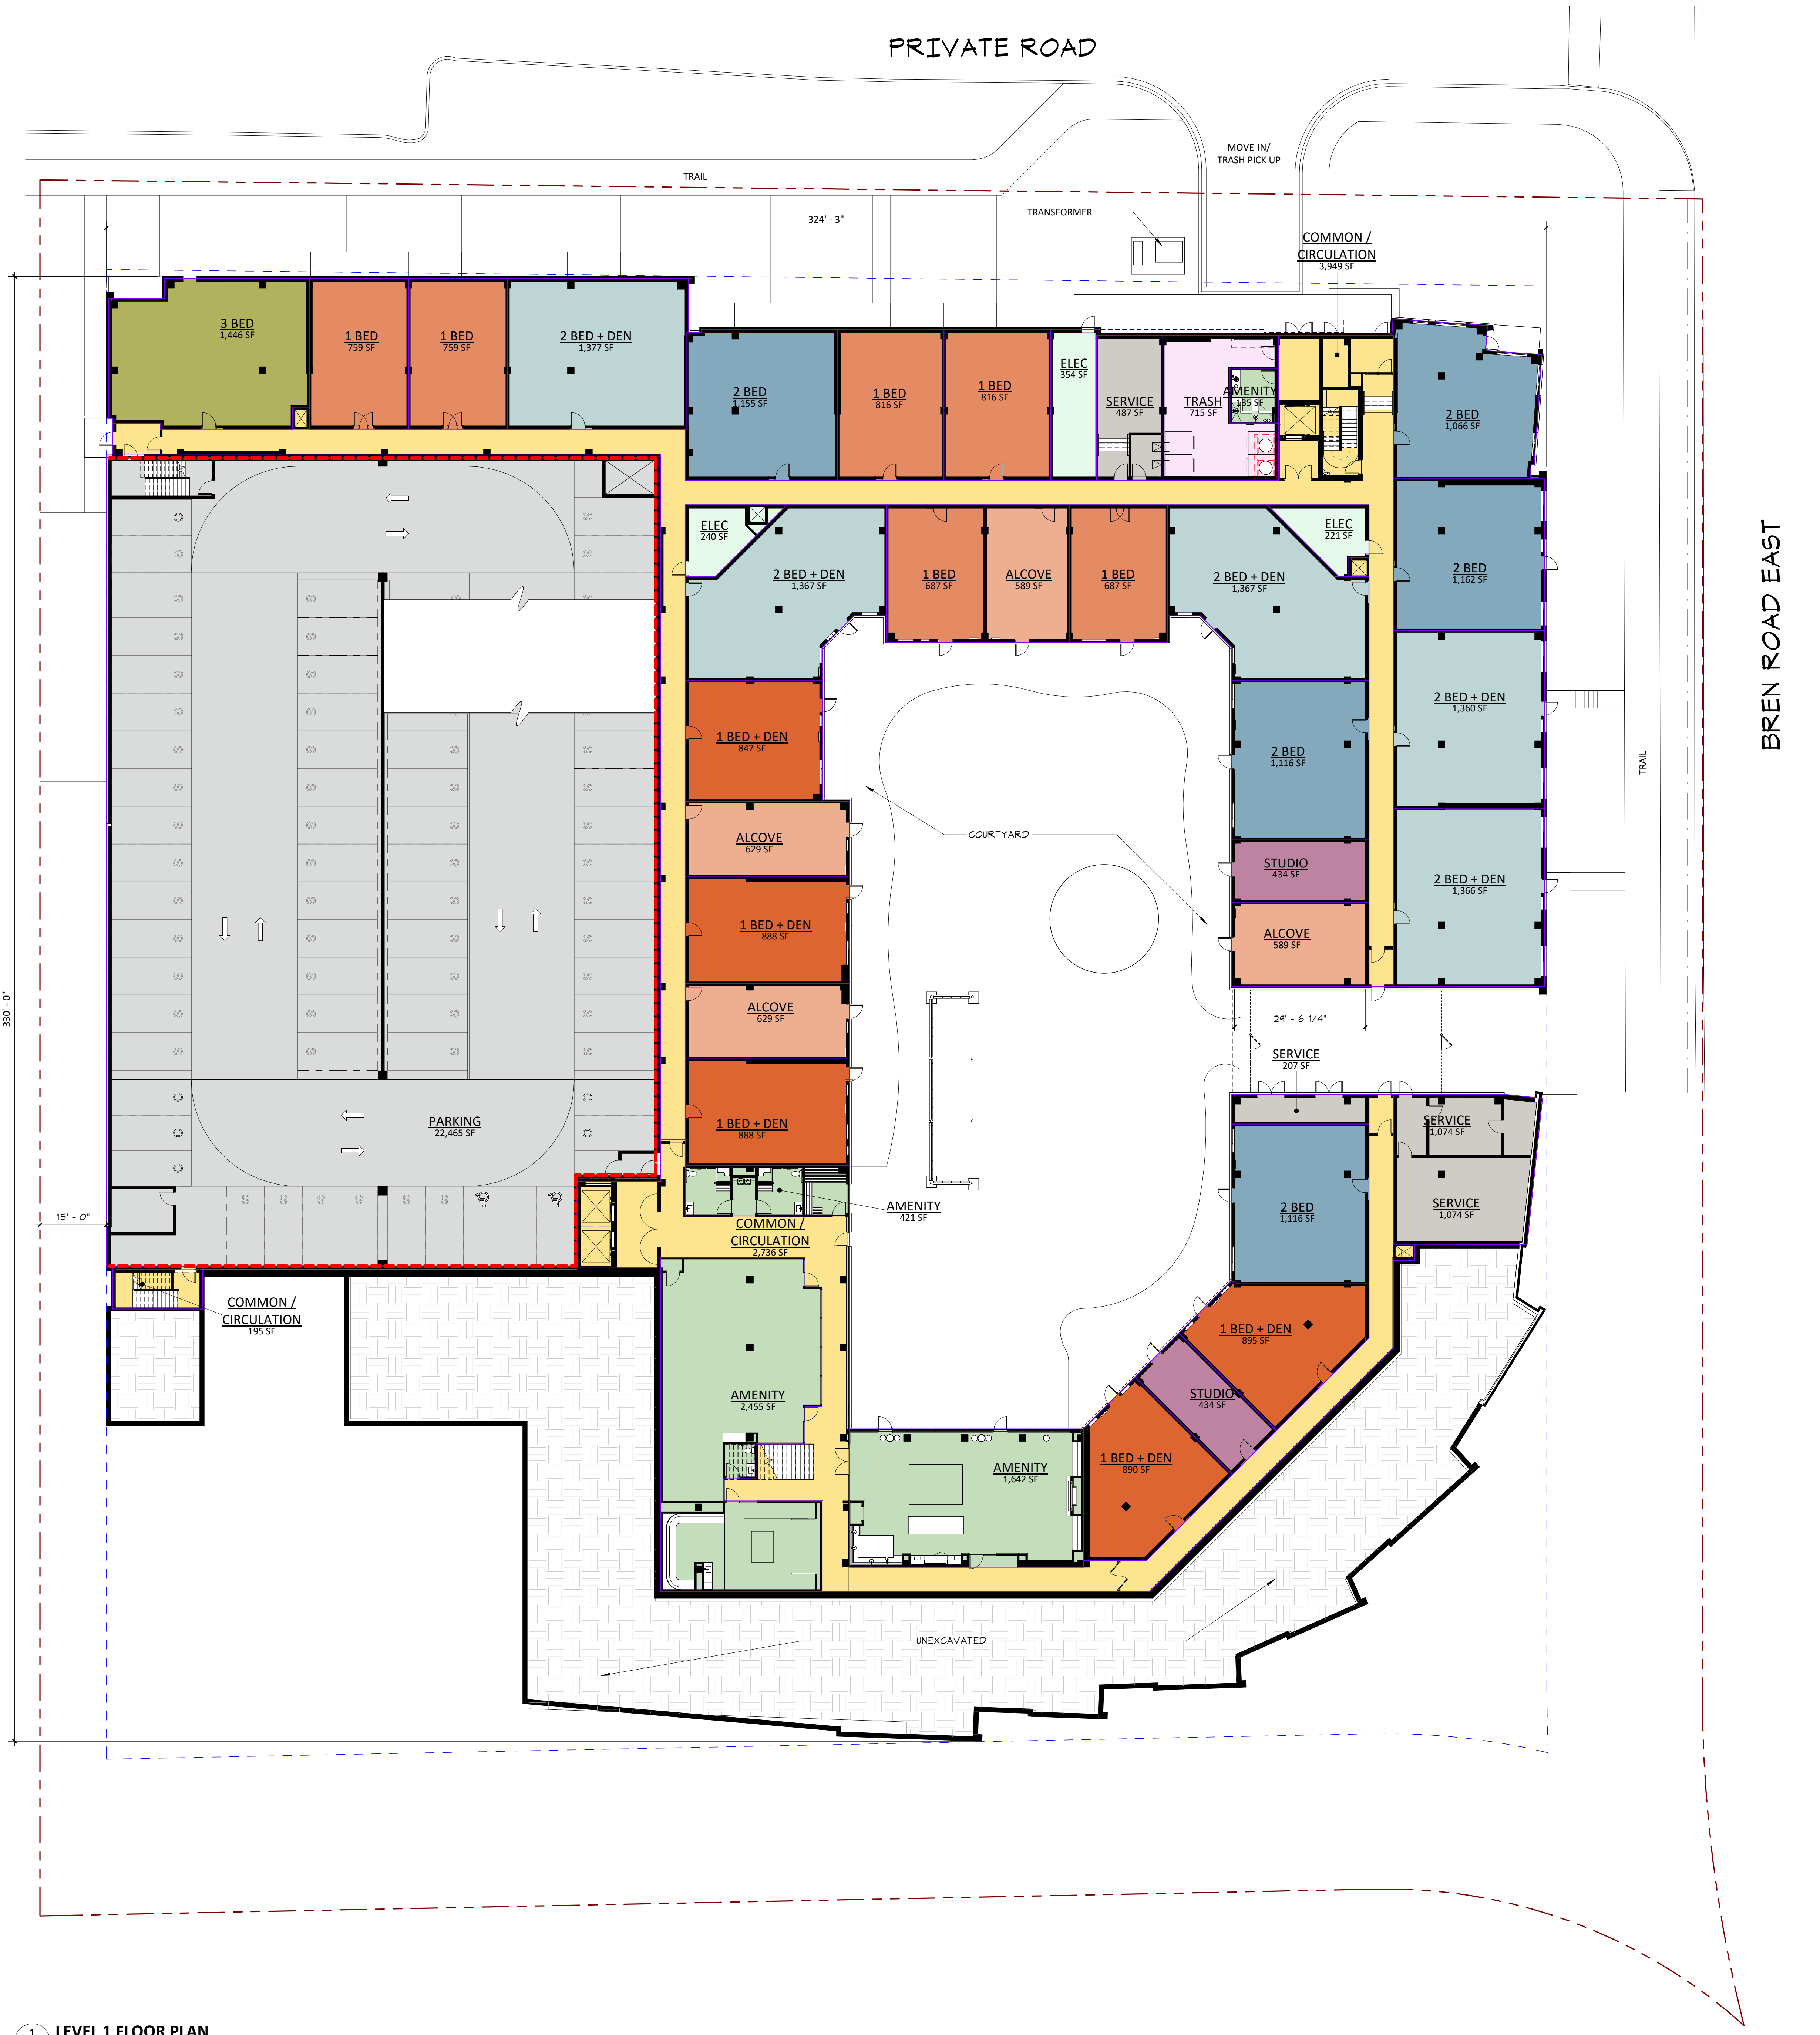 PRIVATE ROAD
MOVE-IN/
TRASH PICK UP
TRAIL
324' - 3"
TRANSFORMER
COMMON /
CIRCULATION
3,949 SF
3 BED
1,446 SF
1 BED
759 SF
1 BED
759 SF
2 BED + DEN
1,377 SF
2 BED
1,155 SF
1 BED
816 SF
1 BED
816 SF
ELEC
354 SF
SERVICE
487 SF
TRASH
715 SF
AMENITY
135 SF
2 BED
1,066 SF
ELEC
240 SF
2 BED + DEN
1,367 SF
1 BED
687 SF
ALCOVE
589 SF
1 BED
687 SF
2 BED + DEN
1,367 SF
ELEC
221 SF
2 BED
1,162 SF
BREN ROAD EAST
2 BED + DEN
1,360 SF
1 BED + DEN
847 SF
2 BED
1,116 SF
TRAIL
ALCOVE
629 SF
COURTYARD
STUDIO
434 SF
2 BED + DEN
1,366 SF
1 BED + DEN
888 SF
ALCOVE
589 SF
330' - 0"
ALCOVE
629 SF
29' - 6 1/4"
SERVICE
207 SF
PARKING
22,465 SF
1 BED + DEN
888 SF
SERVICE
1,074 SF
SERVICE
1,074 SF
AMENITY
421 SF
2 BED
1,116 SF
15' - 0"
COMMON /
CIRCULATION
2,736 SF
COMMON /
CIRCULATION
195 SF
1 BED + DEN
895 SF
AMENITY
2,455 SF
STUDIO
434 SF
1 BED + DEN
890 SF
AMENITY
1,642 SF
UNEXCAVATED
1
LEVEL 1 FLOOR PLAN